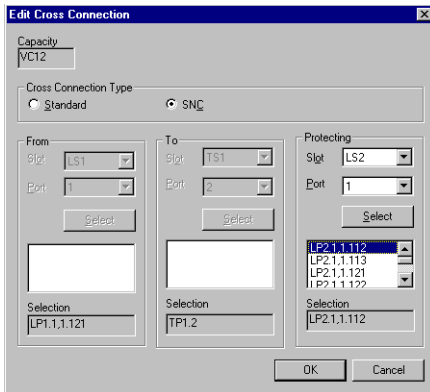 Edit Cross Connection
Capacity
VC12
Cross Connection Type
Standard
SNC
From
Slot LS1
Port 1
Select
Selection
LP1.1,1.121
To
Slot TS1
Port 2
Select
Selection
TP1.2
Protecting
Slot LS2
Port 1
Select
LP2.1,1.112
LP2.1,1.113
LP2.1,1.121
LP2.1,1.122
Selection
LP2.1,1.112
OK
Cancel